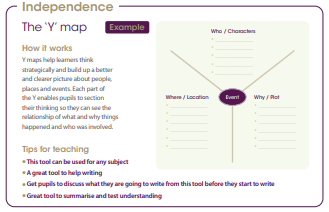 Independence
The 'Y' map
Example
How it works
Y maps help learners think
strategically and build up a better
and clearer picture about people,
places and events. Each part of
the Y enables pupils to section
their thinking so they can see the
relationship of what and why things
happened and who was involved.
Who / Characters
Where / Location
Event
Why / Plot
Tips for teaching
• This tool can be used for any subject
• A great tool to help writing
• Get pupils to discuss what they are going to write from this tool before they start to write
• Great tool to summarise and test understanding